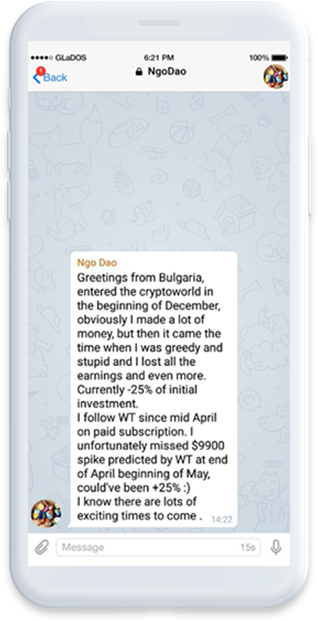 GLaDOS 6:21 PM 100%
1
Back NgoDao
Ngo Dao
Greetings from Bulgaria,
entered the cryptoworld in
the beginning of December,
obviously I made a lot of
money, but then it came the
time when I was greedy and
stupid and I lost all the
earnings and even more.
Currently -25% of initial
investment.
I follow WT since mid April
on paid subscription. I
unfortunately missed $9900
spike predicted by WT at end
of April beginning of May,
could've been +25% :)
I know there are lots of
exciting times to come .
14:22
Message 15s